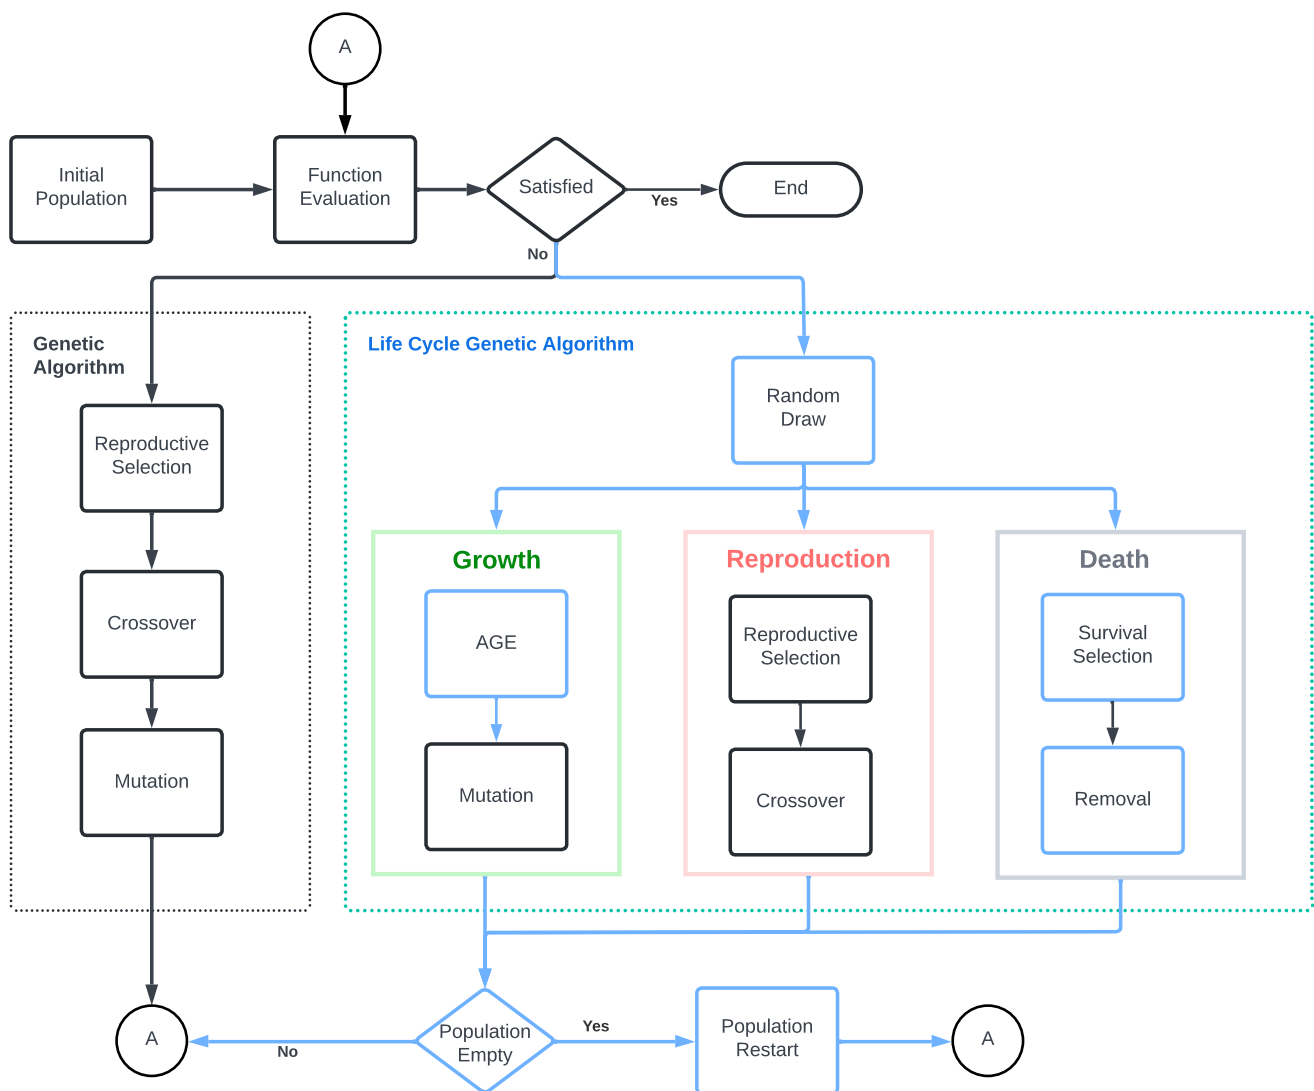 A
Initial
Population
Function
Evaluation
Satisfied
Yes
End
No
Genetic
Algorithm
Life Cycle Genetic Algorithm
Random
Draw
Reproductive
Selection
Crossover
Mutation
Growth
AGE
Mutation
Reproduction
Reproductive
Selection
Crossover
Death
Survival
Selection
Removal
A
No
Population
Empty
Yes
Population
Restart
A